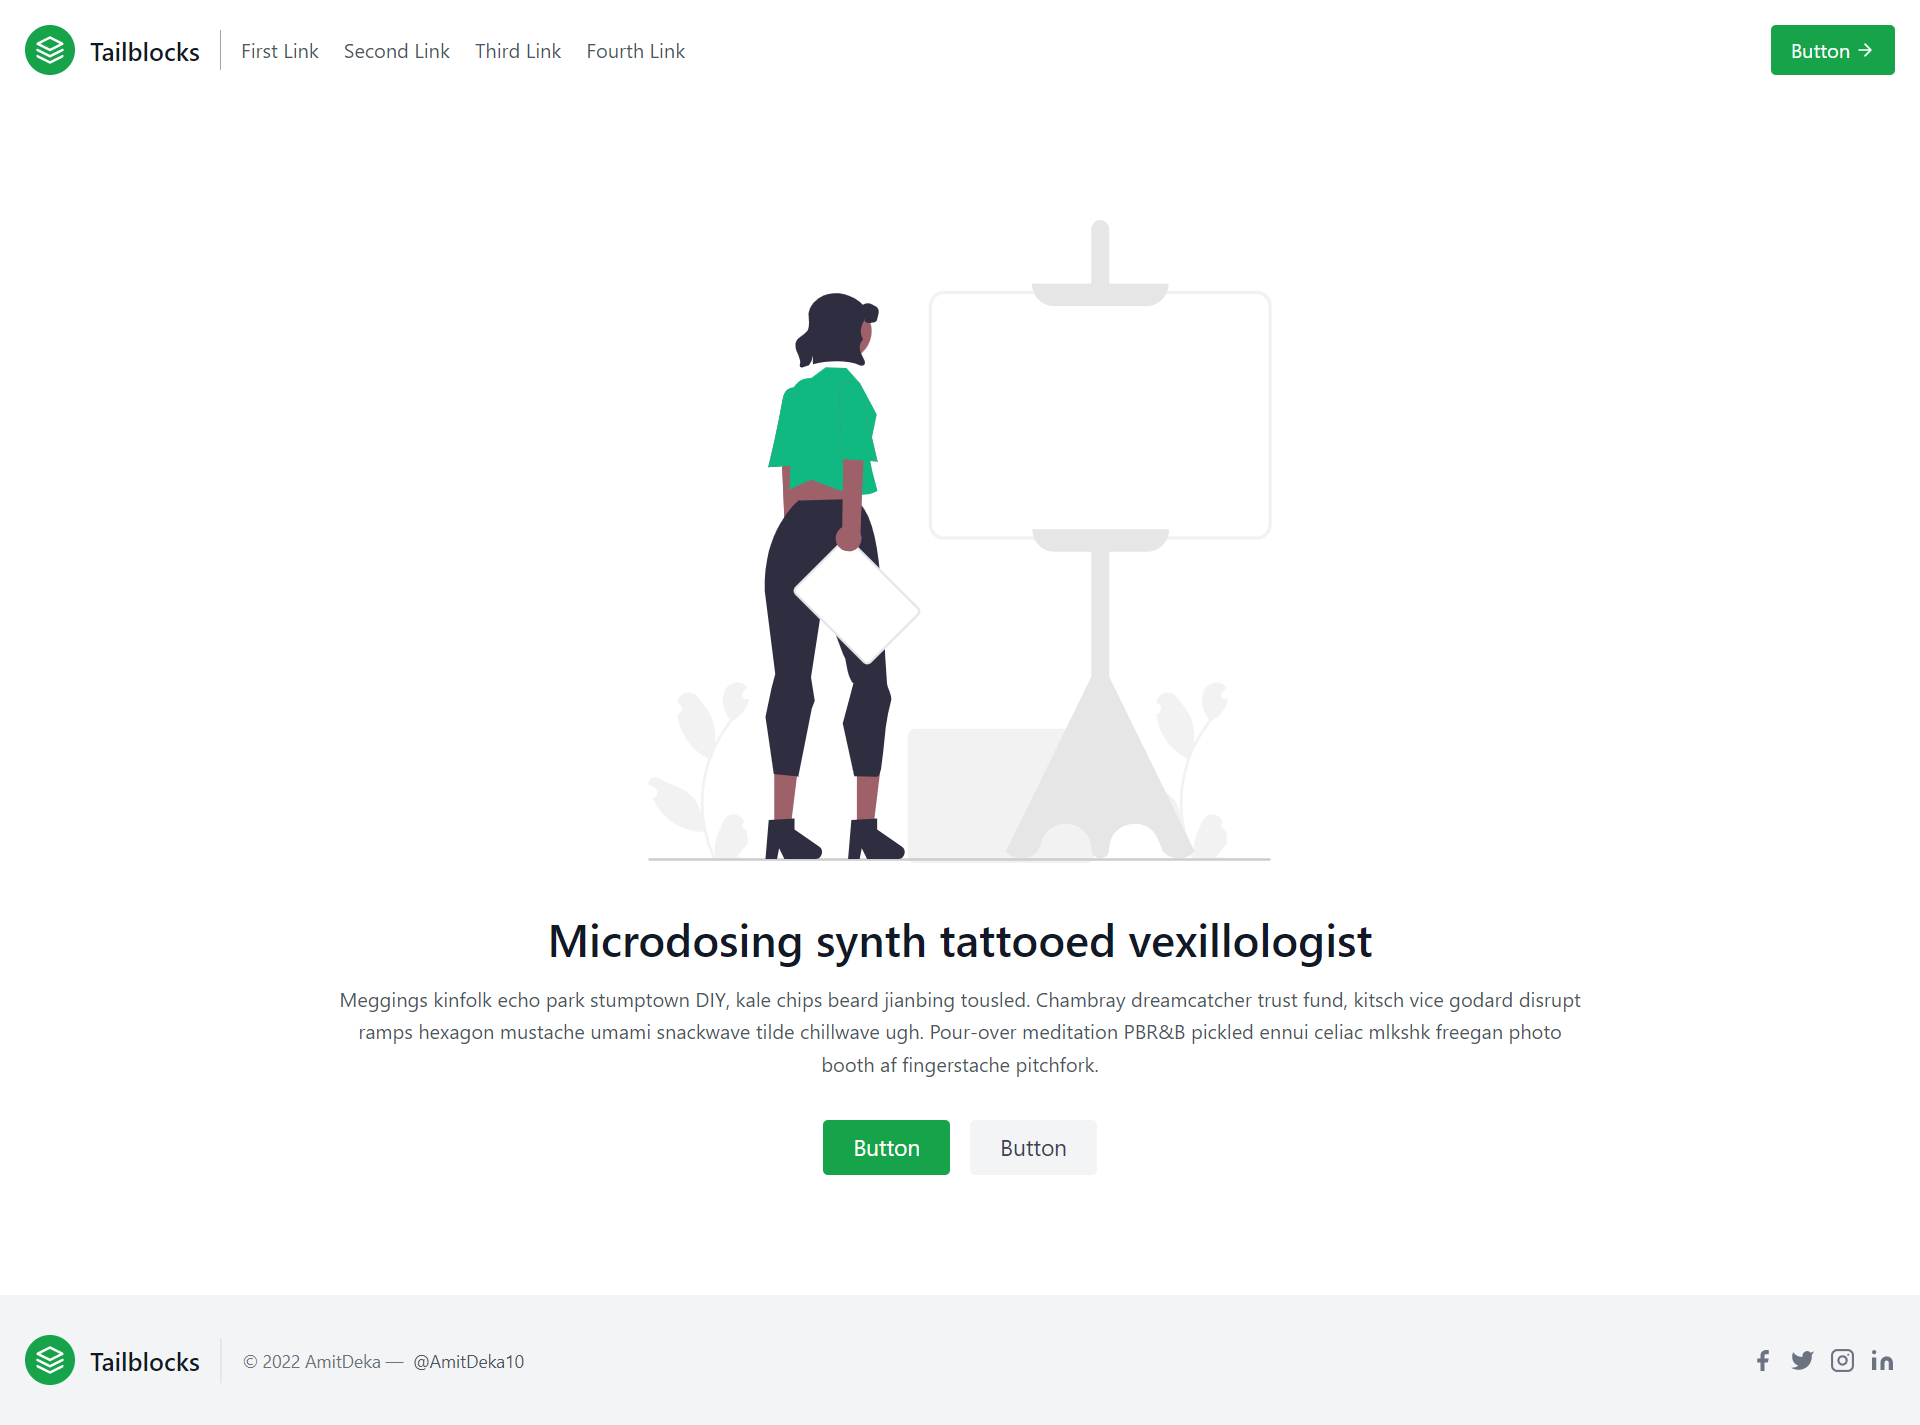 Tailblocks
First Link
Second Link
Third Link
Fourth Link
Button →
Microdosing synth tattooed vexillologist
Meggings kinfolk echo park stumptown DIY, kale chips beard jianbing tousled. Chambray dreamcatcher trust fund, kitsch vice godard disrupt
ramps hexagon mustache umami snackwave tilde chillwave ugh. Pour-over meditation PBR&B pickled ennui celiac mlkshk freegan photo
booth af fingerstache pitchfork.
Button
Button
Tailblocks
© 2022 AmitDeka — @AmitDeka10